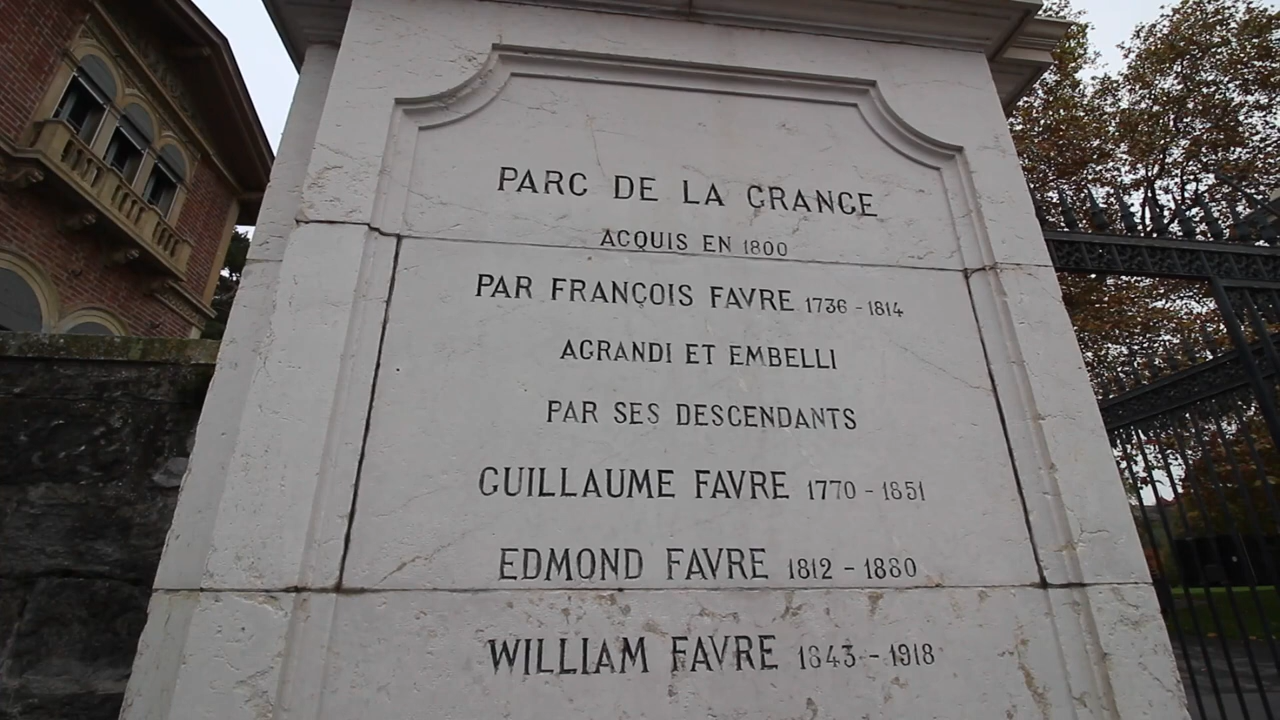 PARC DE LA GRANGE
ACQUIS EN 1800
PAR FRANÇOIS FAVRE 1736 - 1814
AGRANDI ET EMBELLI
PAR SES DESCENDANTS
GUILLAUME FAVRE 1770 - 1851
EDMOND FAVRE 1812 - 1880
WILLIAM FAVRE 1843 - 1918